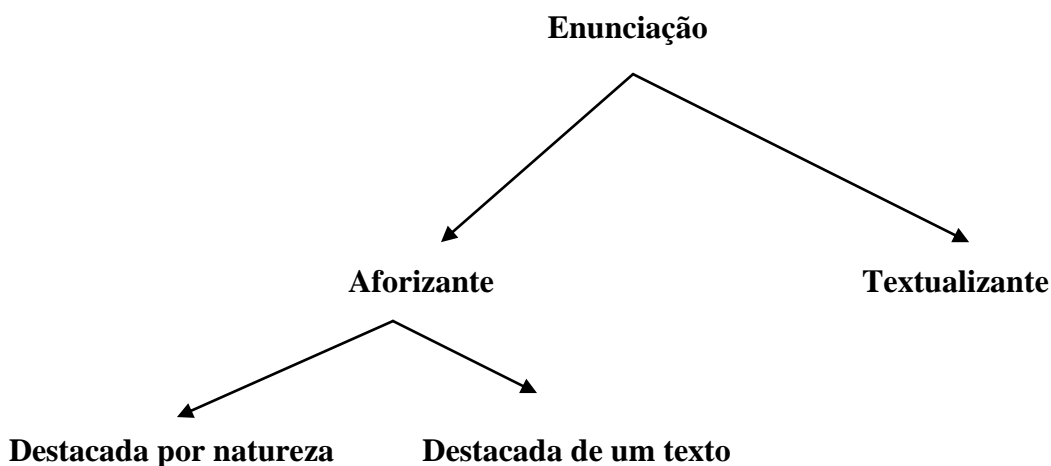 Enunciação
Aforizante Textualizante
Destacada por natureza Destacada de um texto